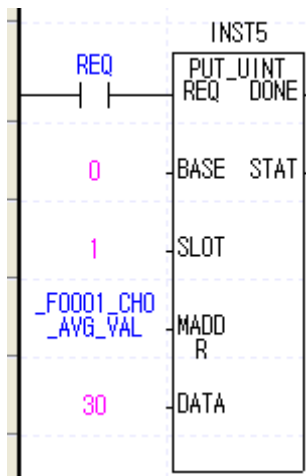 INST5
REQ
PUT_UINT
REQ DONE
0
BASE STAT
1
SLOT
_F0001_CH0
_AVG_VAL
MADD
R
30
DATA